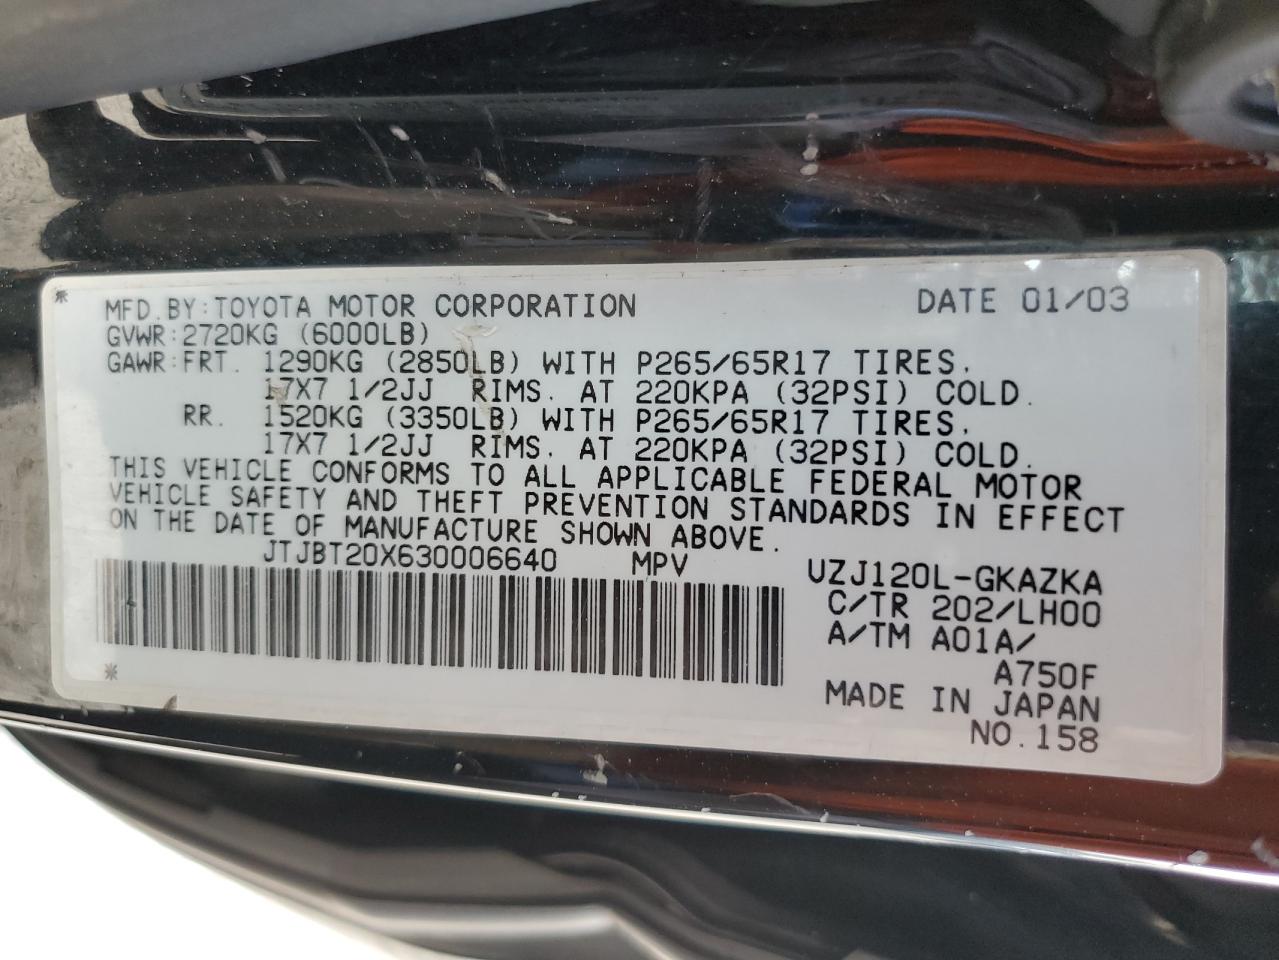 MFD. BY: TOYOTA MOTOR CORPORATION DATE 01/03
GVWR: 2720KG (6000LB)
GAWR: FRT. 1290KG (2850LB) WITH P265/65R17 TIRES.
17X7 1/2JJ RIMS. AT 220KPA (32PSI) COLD.
RR. 1520KG (3350LB) WITH P265/65R17 TIRES.
17X7 1/2JJ RIMS. AT 220KPA (32PSI) COLD.
THIS VEHICLE CONFORMS TO ALL APPLICABLE FEDERAL MOTOR
VEHICLE SAFETY AND THEFT PREVENTION STANDARDS IN EFFECT
ON THE DATE OF MANUFACTURE SHOWN ABOVE.
JTJBT20X630006640 MPV UZJ120L-GKAZKA
C/TR 202/LH00
A/TM A01A/
A750F
MADE IN JAPAN
NO.158